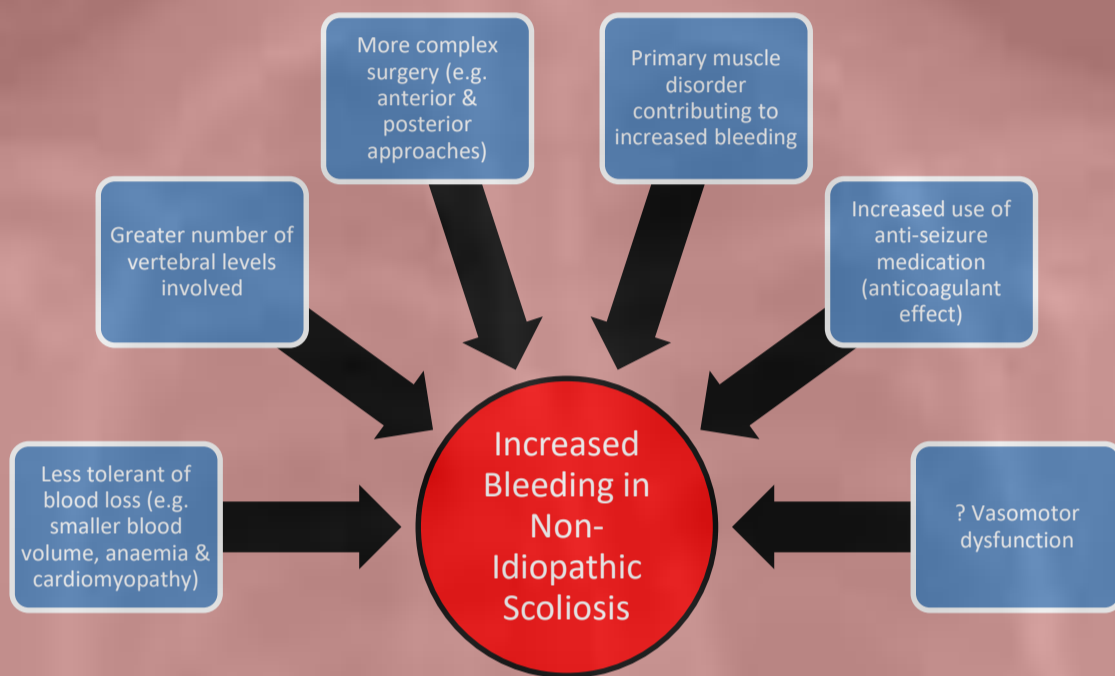 More complex
surgery (e.g.
anterior &
posterior
approaches)
Primary muscle
disorder
contributing to
increased bleeding
Greater number of
vertebral levels
involved
Increased use of
anti-seizure
medication
(anticoagulant
effect)
Less tolerant of
blood loss (e.g.
smaller blood
volume, anaemia &
cardiomyopathy)
Increased
Bleeding in
Non-
Idiopathic
Scoliosis
? Vasomotor
dysfunction